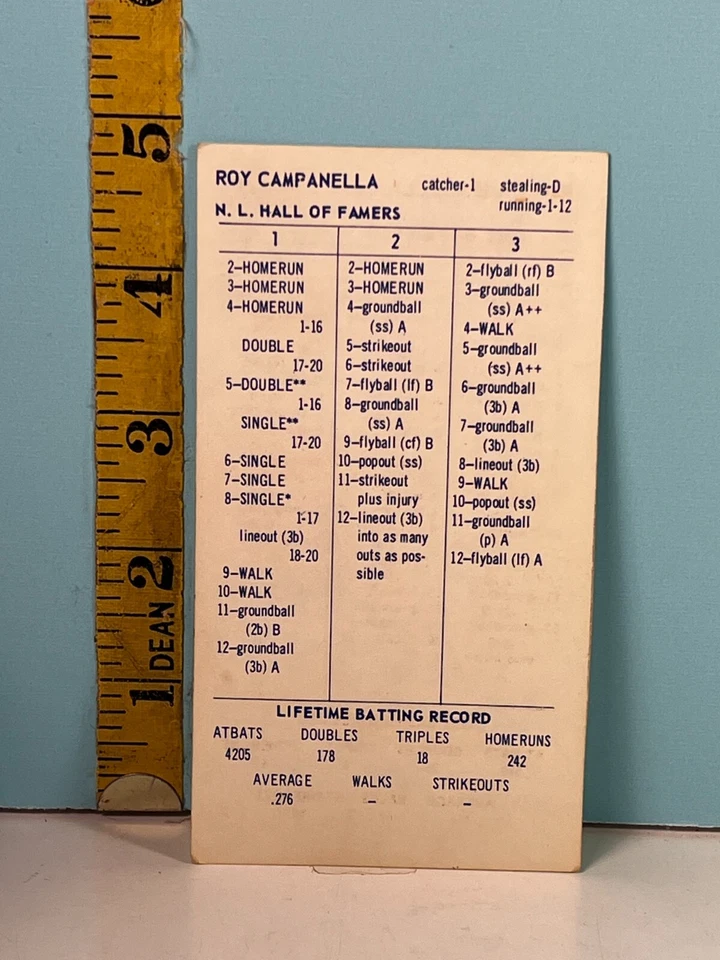 ROY CAMPANELLA catcher-1 stealing-D
N. L. HALL OF FAMERS running-1-12
1
2-HOMERUN
3-HOMERUN
4-HOMERUN
1-16
DOUBLE
17-20
5-DOUBLE**
1-16
SINGLE**
17-20
6-SINGLE
7-SINGLE
8-SINGLE*
1-17
lineout (3b)
18-20
9-WALK
10-WALK
11-groundball
(2b) B
12-groundball
(3b) A
2
2-HOMERUN
3-HOMERUN
4-groundball
(ss) A
5-strikeout
6-strikeout
7-flyball (lf) B
8-groundball
(ss) A
9-flyball (cf) B
10-popout (ss)
11-strikeout
plus injury
12-lineout (3b)
into as many
outs as pos-
sible
3
2-flyball (rf) B
3-groundball
(ss) A++
4-WALK
5-groundball
(ss) A++
6-groundball
(3b) A
7-groundball
(3b) A
8-lineout (3b)
9-WALK
10-popout (ss)
11-groundball
(p) A
12-flyball (lf) A
LIFETIME BATTING RECORD
ATBATS DOUBLES TRIPLES HOMERUNS
4205 178 18 242
AVERAGE WALKS STRIKEOUTS
.276 – –
5
4
3
2
1
DEAN